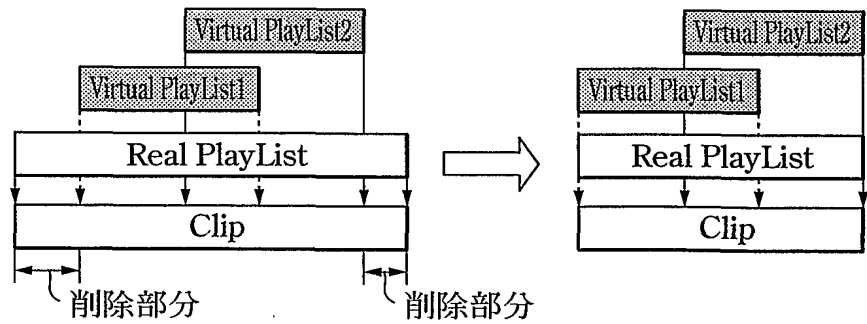 Virtual PlayList2
Virtual PlayList1
Real PlayList
Clip
削除部分
削除部分
Virtual PlayList2
Virtual PlayList1
Real PlayList
Clip